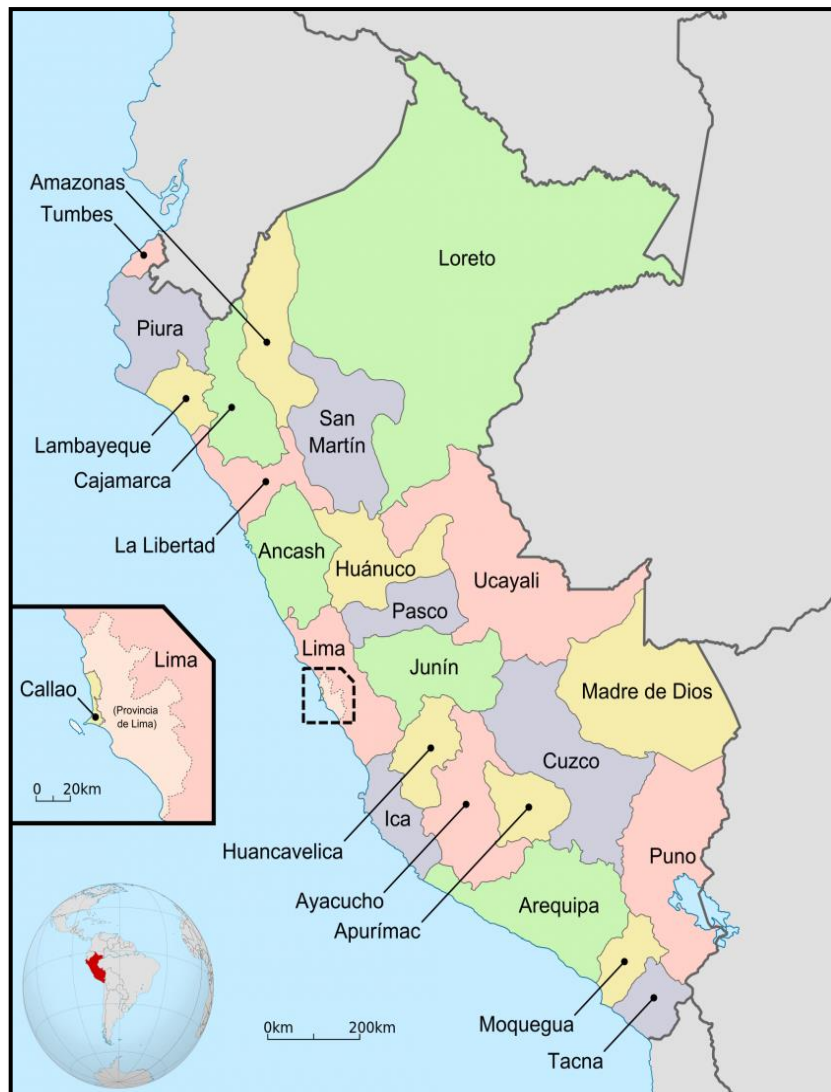 Amazonas
Tumbes
Loreto
Piura
San
Martín
Lambayeque
Cajamarca
La Libertad
Ancash
Huánuco
Ucayali
Pasco
Lima
Lima
Junín
Callao
(Provincia
de Lima)
Madre de Dios
Cuzco
0 20km
Ica
Huancavelica
Puno
Ayacucho
Arequipa
Apurímac
0km 200km
Moquegua
Tacna